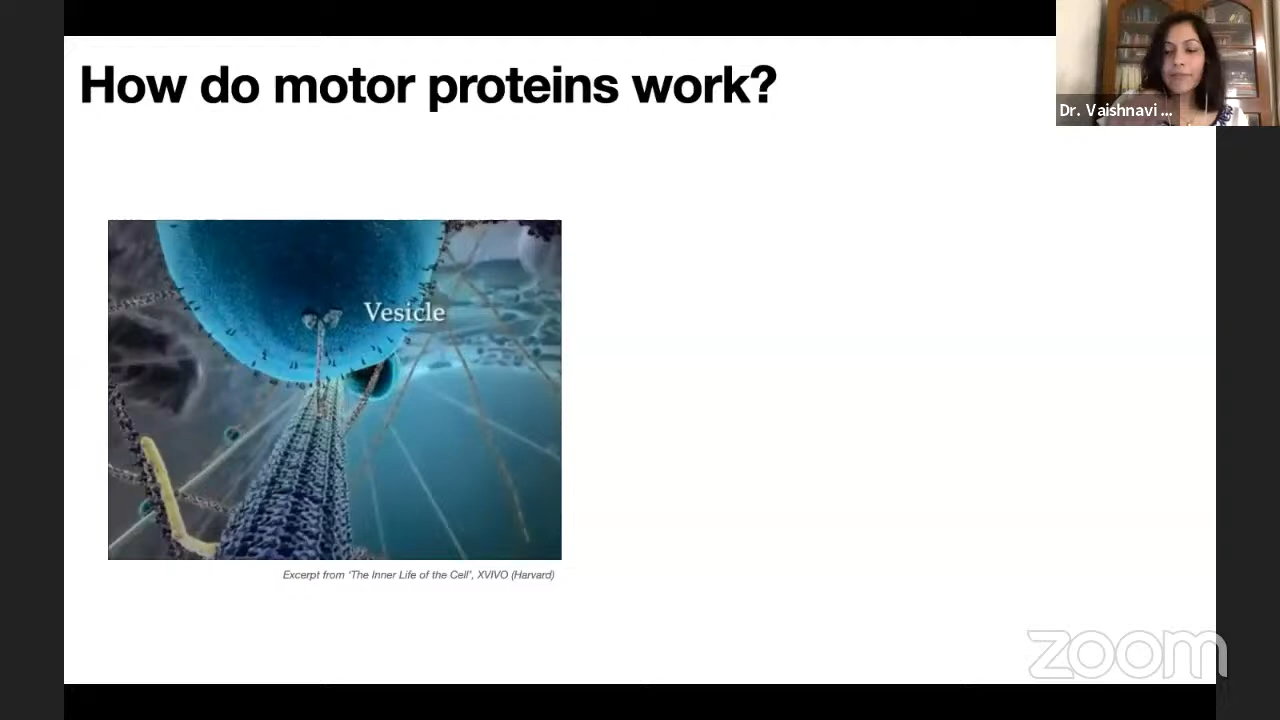 How do motor proteins work?
Dr. Vaishnavi ...
Vesicle
Excerpt from 'The Inner Life of the Cell', XVIVO (Harvard)
zoom